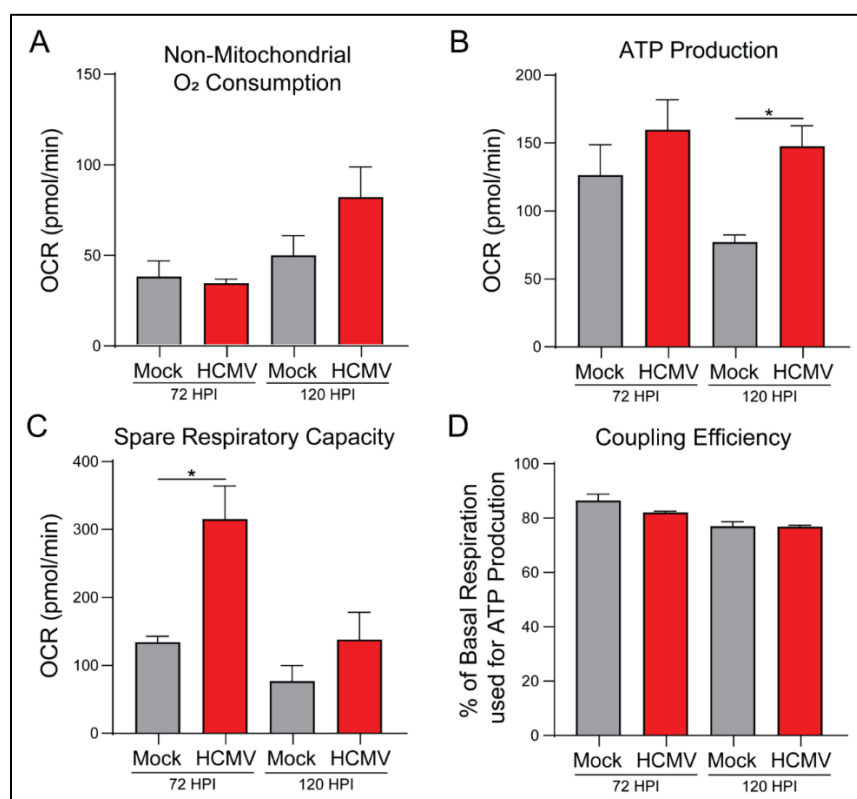 A
Non-Mitochondrial
O₂ Consumption
OCR (pmol/min)
150
100
50
0
Mock HCMV Mock HCMV
72 HPI 120 HPI
B
ATP Production
OCR (pmol/min)
200
150
100
50
0
*
Mock HCMV Mock HCMV
72 HPI 120 HPI
C
Spare Respiratory Capacity
OCR (pmol/min)
400
300
200
100
0
*
Mock HCMV Mock HCMV
72 HPI 120 HPI
D
Coupling Efficiency
% of Basal Respiration
used for ATP Prodcution
100
80
60
40
20
0
Mock HCMV Mock HCMV
72 HPI 120 HPI